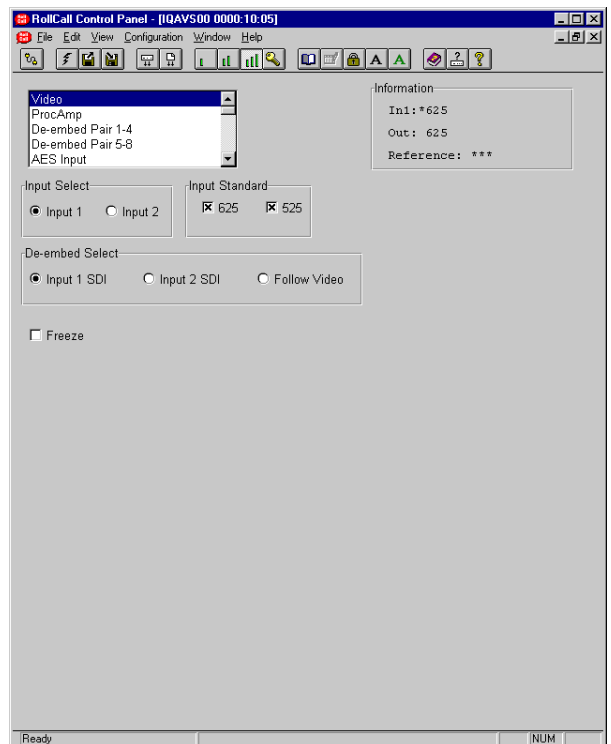 RollCall Control Panel - [IQAVS00 0000:10:05]
File Edit View Configuration Window Help
A A ?
Video
ProcAmp
De-embed Pair 1-4
De-embed Pair 5-8
AES Input
Information
In1:*625
Out: 625
Reference: ***
Input Select
Input 1 Input 2
Input Standard
625 525
De-embed Select
Input 1 SDI Input 2 SDI Follow Video
Freeze
Ready NUM